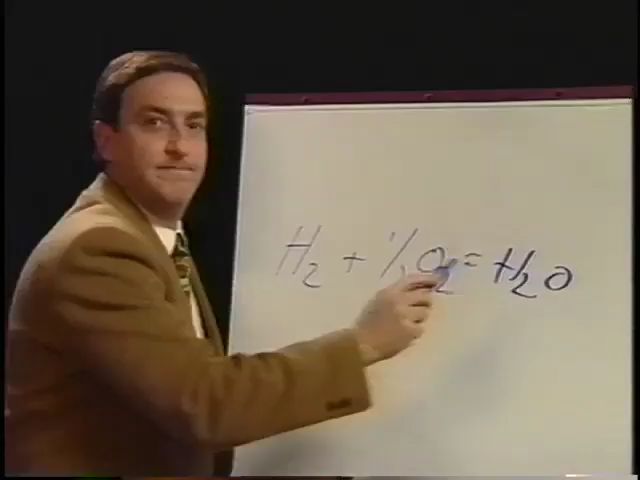 H₂ + ½O₂ = H₂O